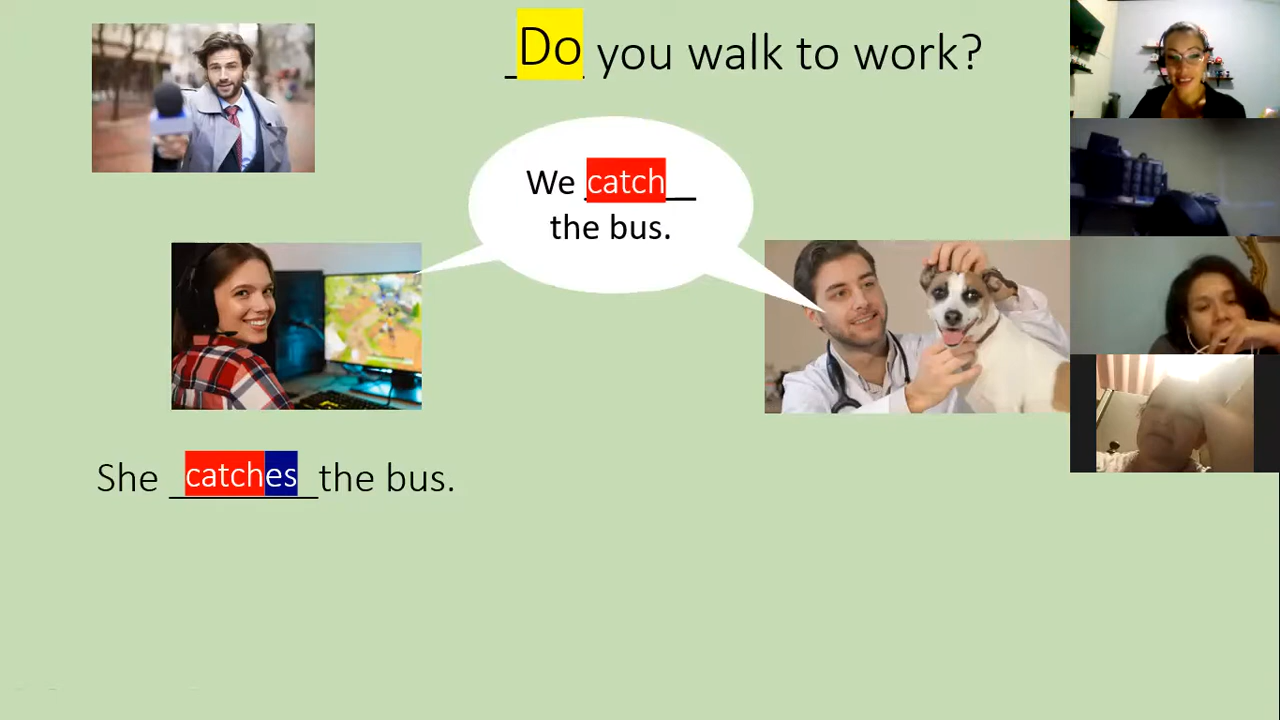 Do you walk to work?
We catch
the bus.
She catches the bus.